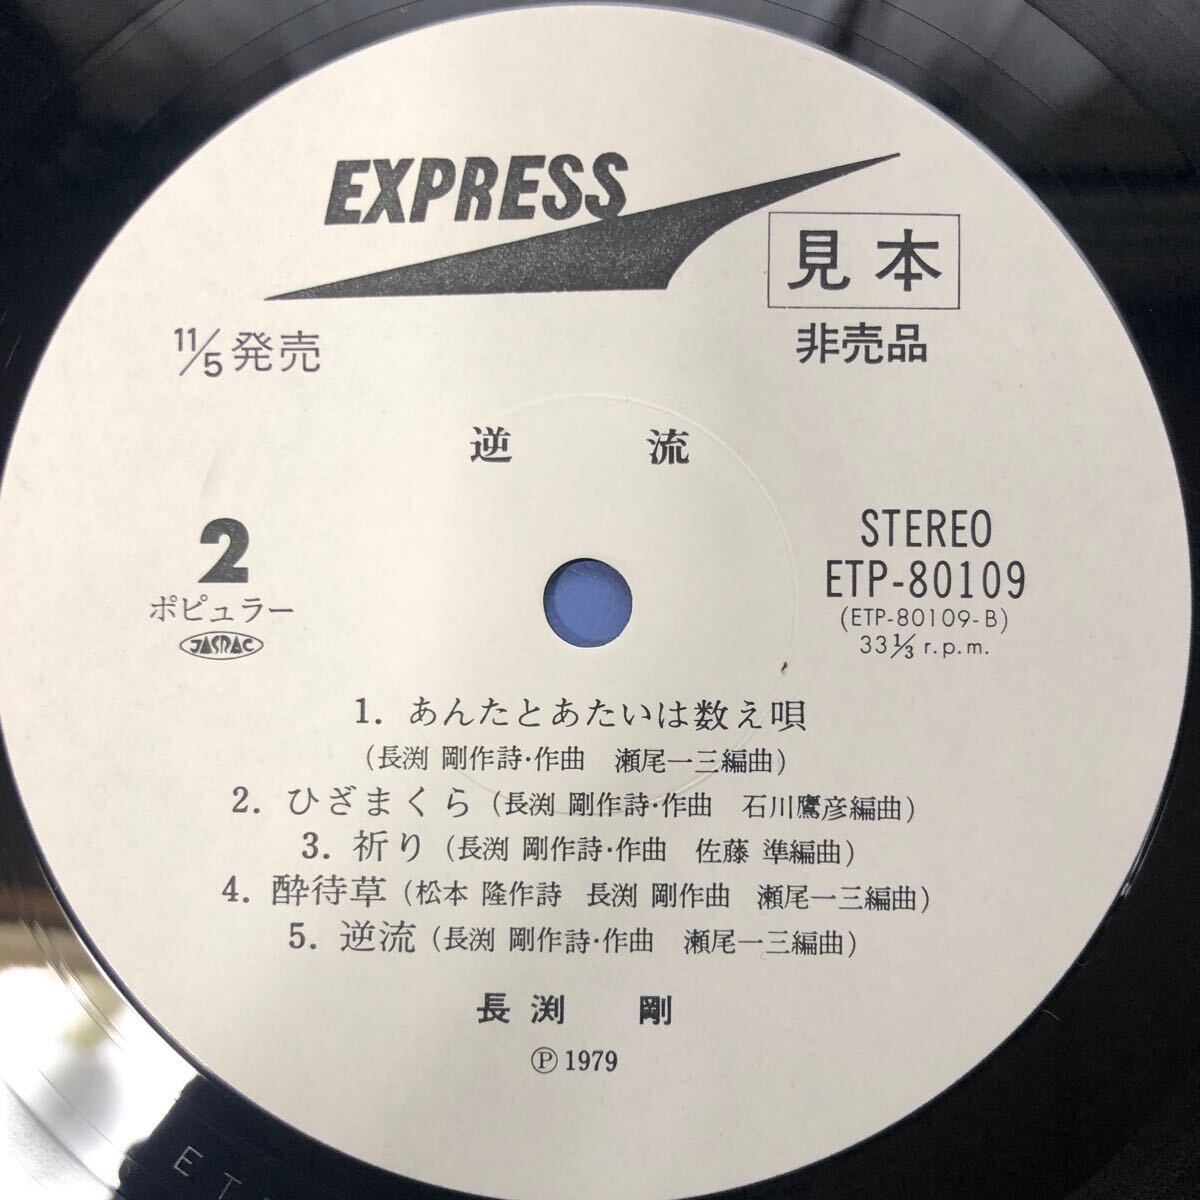 EXPRESS
見本
非売品
11/5発売
逆流
2
ポピュラー
JASRAC
STEREO
ETP-80109
(ETP-80109-B)
33 1/3 r.p.m.
1. あんたとあたいは数え唄
(長渕 剛作詩・作曲 瀬尾一三編曲)
2. ひざまくら (長渕 剛作詩・作曲 石川鷹彦編曲)
3. 祈り (長渕 剛作詩・作曲 佐藤 準編曲)
4. 酔待草 (松本 隆作詩 長渕 剛作曲 瀬尾一三編曲)
5. 逆流 (長渕 剛作詩・作曲 瀬尾一三編曲)
長渕 剛
Ⓟ 1979
E T